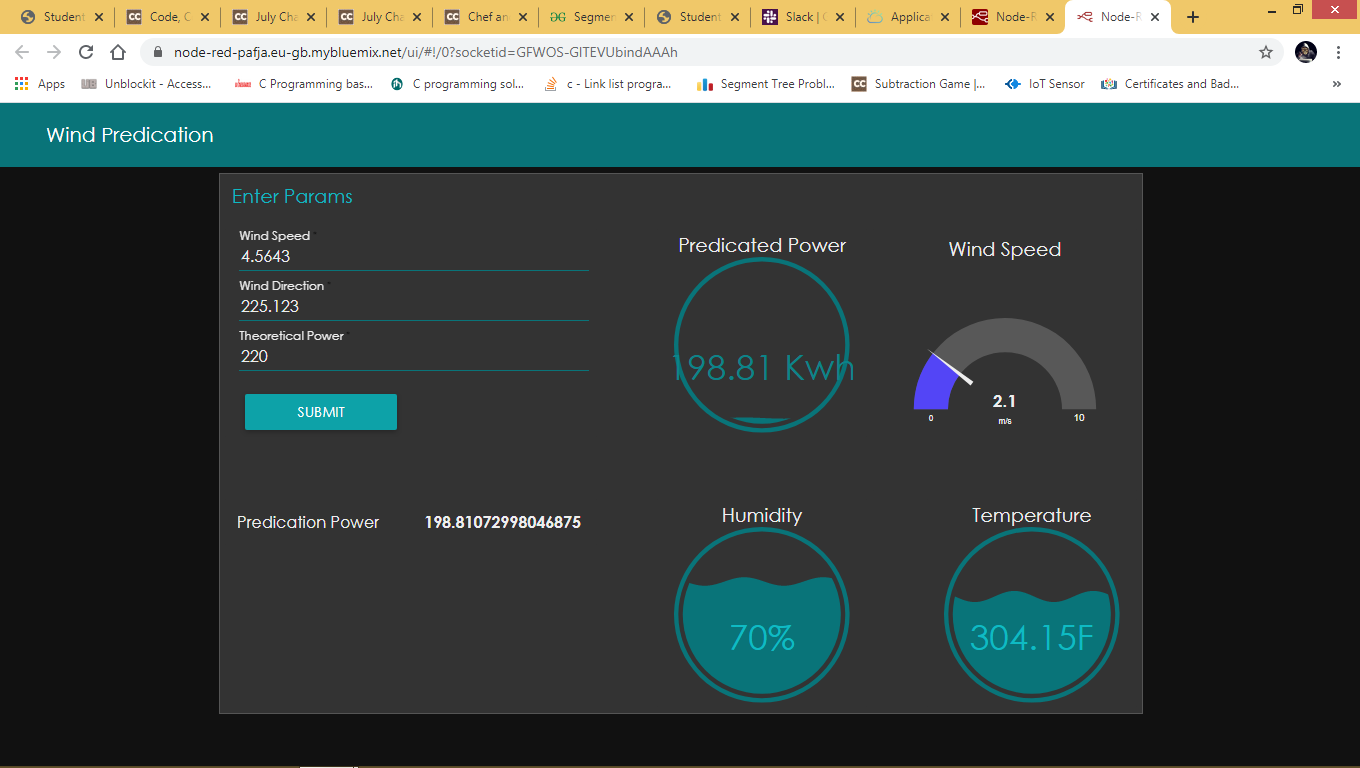 Student
Code, C
July Cha
July Cha
Chef an
Segmen
Student
Slack | C
Applica
Node-R
Node-R
node-red-pafja.eu-gb.mybluemix.net/ui/#!/0?socketid=GFWOS-GlTEVUbindAAAh
Apps
Unblockit - Access...
C Programming bas...
C programming sol...
c - Link list progra...
Segment Tree Probl...
Subtraction Game |...
IoT Sensor
Certificates and Bad...
»
Wind Predication
Enter Params
Wind Speed *
4.5643
Wind Direction *
225.123
Theoretical Power *
220
SUBMIT
Predication Power 198.81072998046875
Predicated Power
198.81 Kwh
Wind Speed
2.1
m/s
0 10
Humidity
70%
Temperature
304.15F